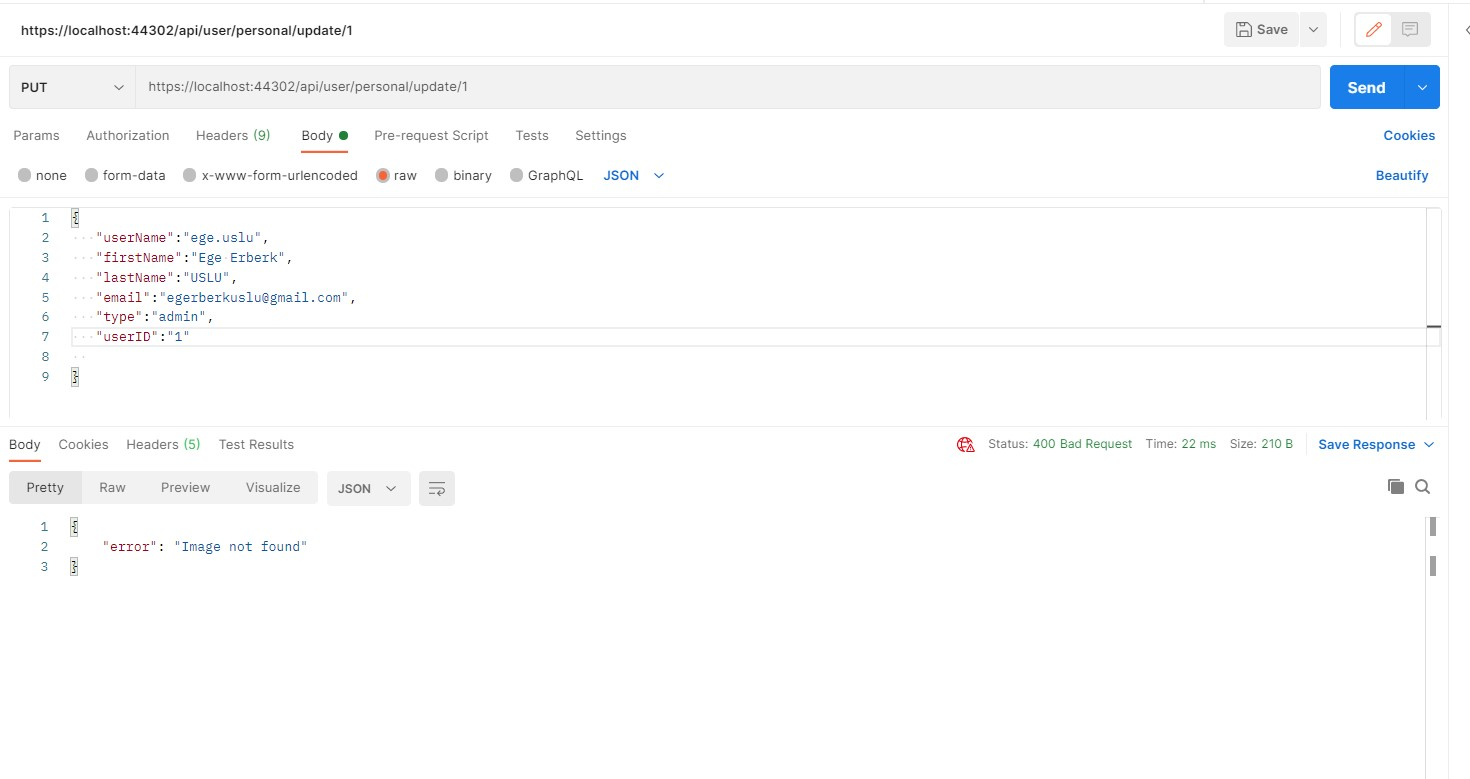 https://localhost:44302/api/user/personal/update/1
Save
PUT
https://localhost:44302/api/user/personal/update/1
Send
Params Authorization Headers (9) Body Pre-request Script Tests Settings Cookies
none form-data x-www-form-urlencoded raw binary GraphQL JSON Beautify
1 {
2 "userName":"ege.uslu",
3 "firstName":"Ege Erberk",
4 "lastName":"USLU",
5 "email":"egerberkuslu@gmail.com",
6 "type":"admin",
7 "userID":"1"
8
9 }
Body Cookies Headers (5) Test Results Status: 400 Bad Request Time: 22 ms Size: 210 B Save Response
Pretty Raw Preview Visualize JSON
1 {
2 "error": "Image not found"
3 }